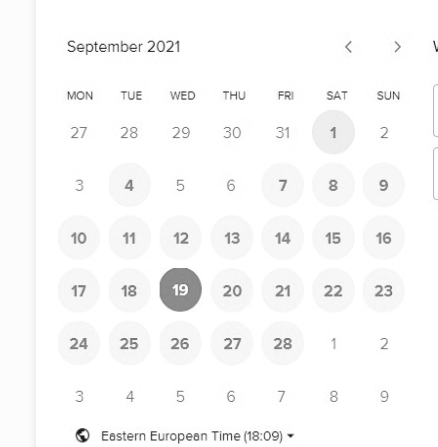 September 2021
MON TUE WED THU FRI SAT SUN
27 28 29 30 31 1 2
3 4 5 6 7 8 9
10 11 12 13 14 15 16
17 18 19 20 21 22 23
24 25 26 27 28 1 2
3 4 5 6 7 8 9
Eastern European Time (18:09)